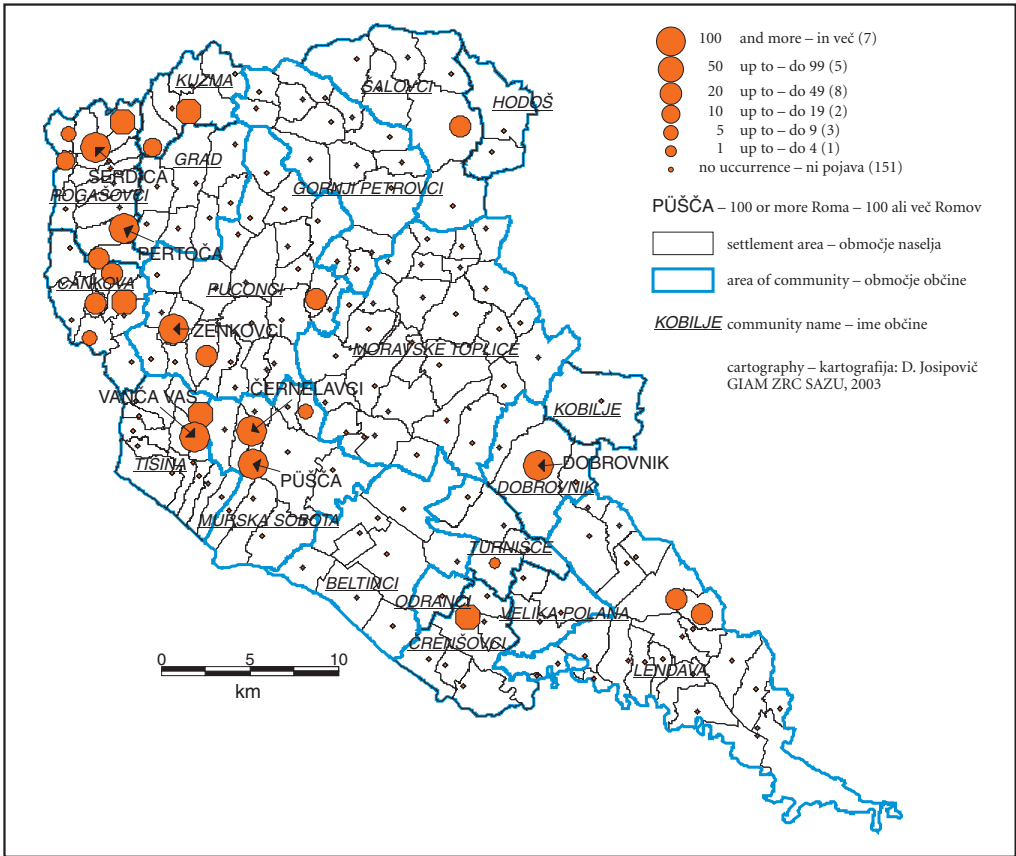 KUZMA
ŠALOVCI
HODOŠ
GRAD
SERDICA
ROGAŠOVCI
GORNJI PETROVCI
PERTOČA
CANKOVA
PUCONCI
ZENKOVCI
MORAVSKE TOPLICE
VANČA VAS
ČERNELAVCI
KOBILJE
TIŠINA
PÜŠČA
DOBROVNIK
DOBROVNIK
MURSKA SOBOTA
TURNIŠČE
BELTINCI
ODRANCI
VELIKA POLANA
ČRENŠOVCI
LENDAVA
0 5 10
km
100 and more – in več (7)
50 up to – do 99 (5)
20 up to – do 49 (8)
10 up to – do 19 (2)
5 up to – do 9 (3)
1 up to – do 4 (1)
no uccurrence – ni pojava (151)
PÜŠČA – 100 or more Roma – 100 ali več Romov
settlement area – območje naselja
area of community – območje občine
KOBILJE community name – ime občine
cartography – kartografija: D. Josipovič
GIAM ZRC SAZU, 2003